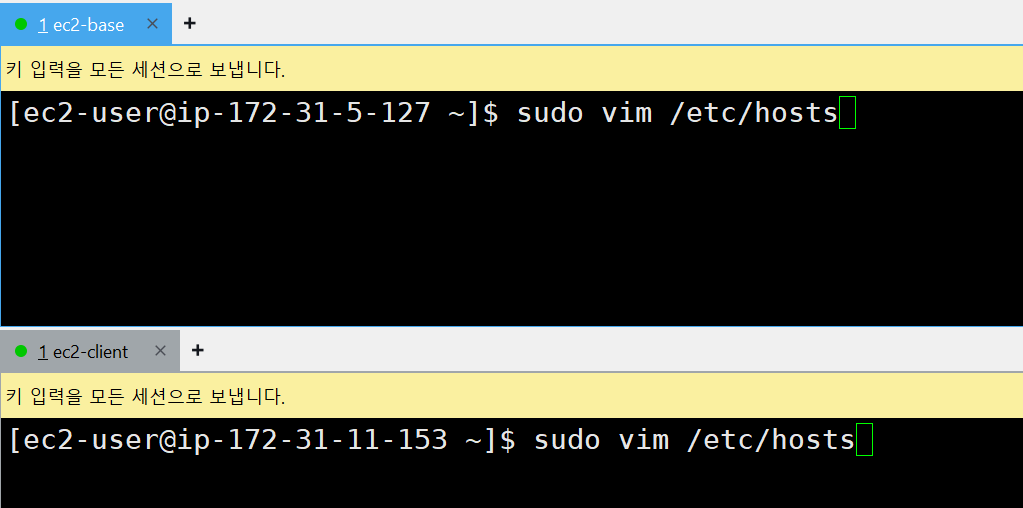 1 ec2-base × +
키 입력을 모든 세션으로 보냅니다.
[ec2-user@ip-172-31-5-127 ~]$ sudo vim /etc/hosts
1 ec2-client × +
키 입력을 모든 세션으로 보냅니다.
[ec2-user@ip-172-31-11-153 ~]$ sudo vim /etc/hosts